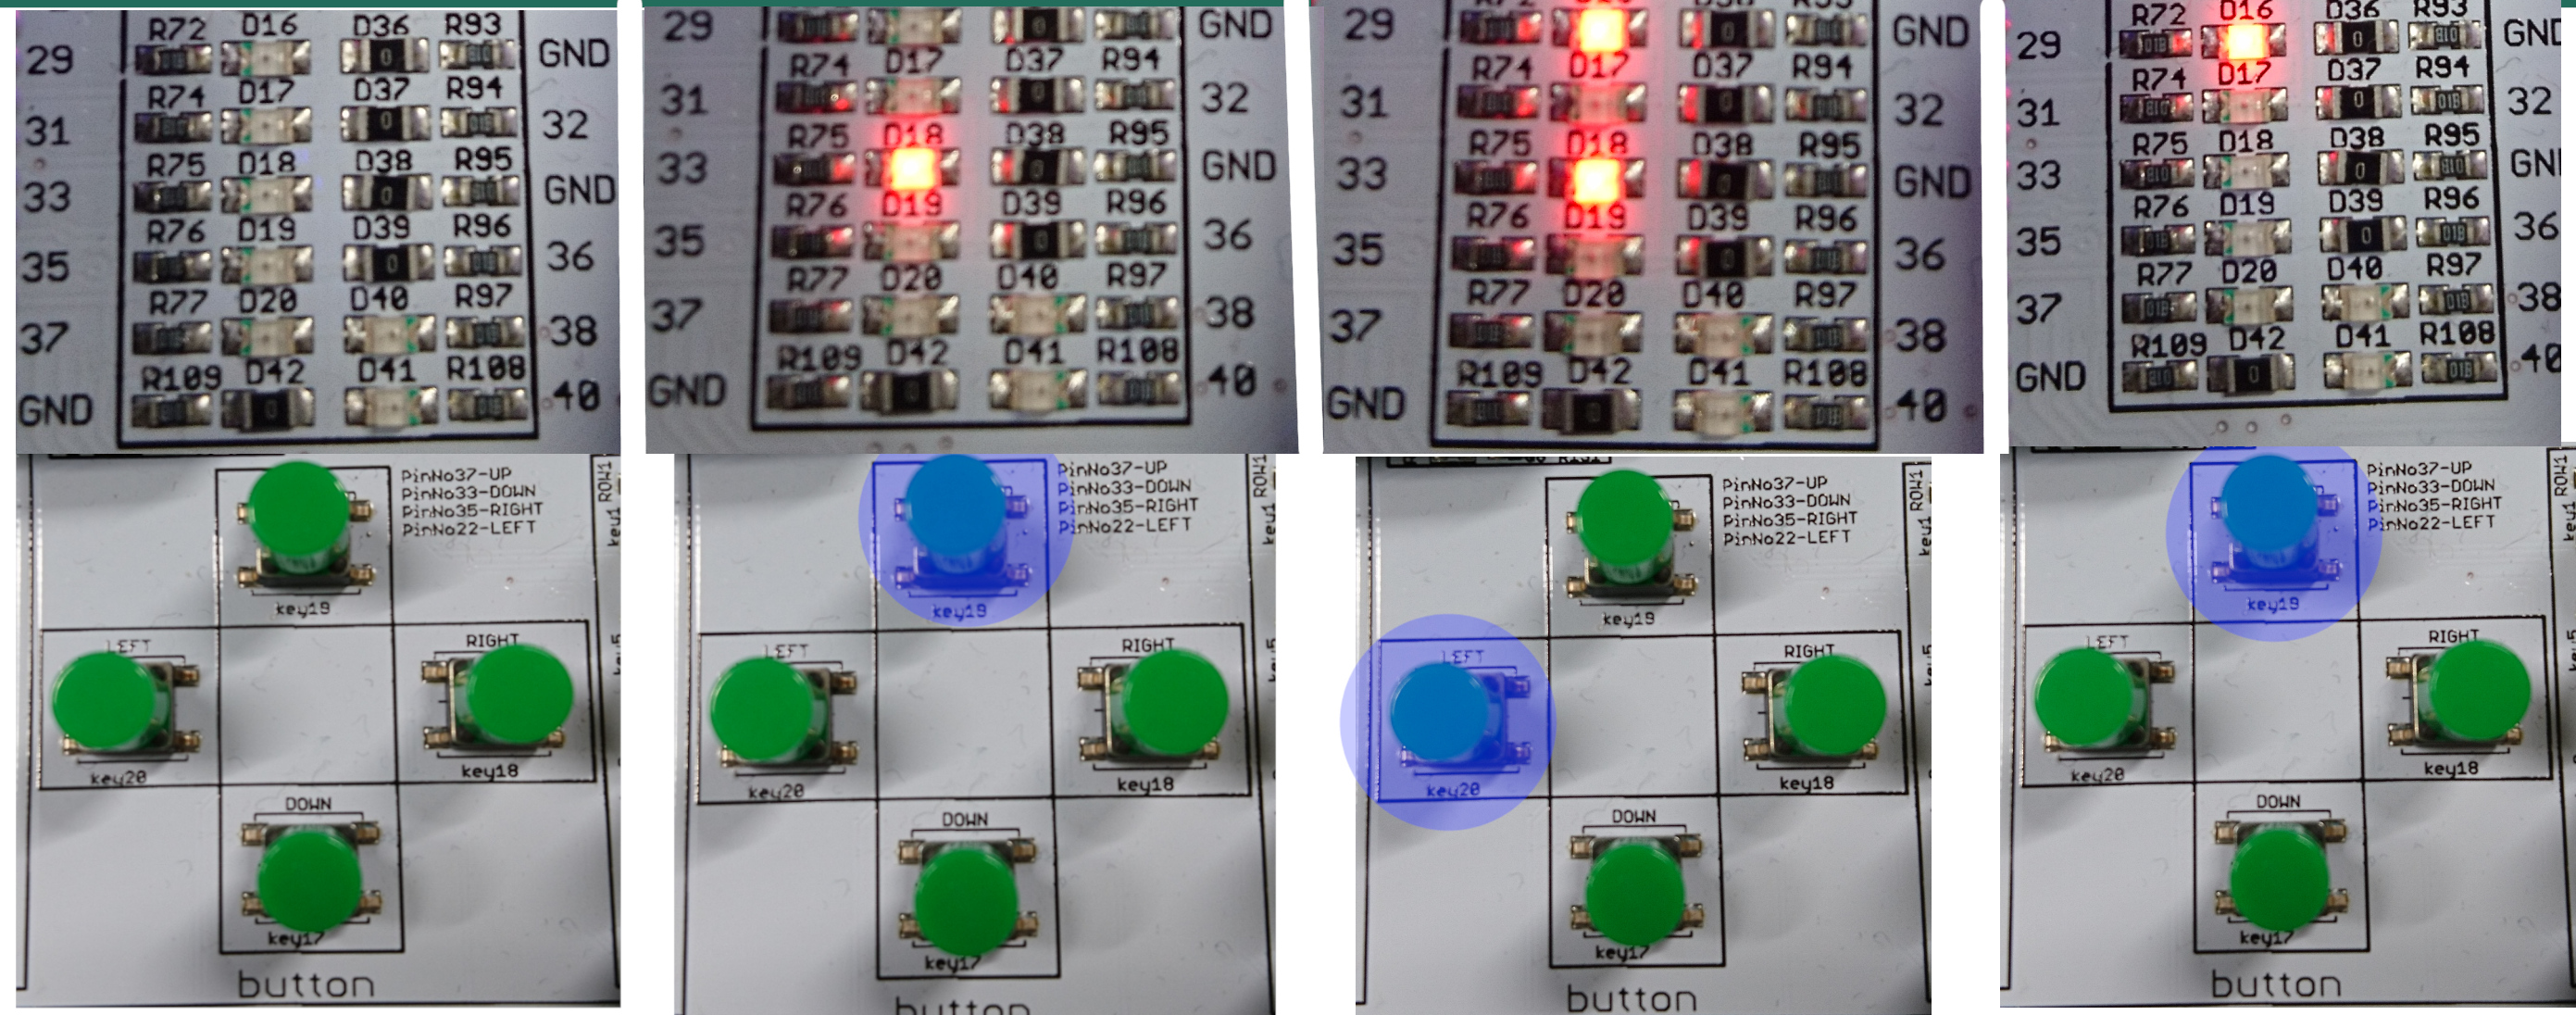 R72 D16 D36 R93
29 GND
R74 D17 D37 R94
31 32
R75 D18 D38 R95
33 GND
R76 D19 D39 R96
35 36
R77 D20 D40 R97
37 38
R109 D42 D41 R108
GND 40
29 GND
R74 D17 D37 R94
31 32
R75 D18 D38 R95
33 GND
R76 D19 D39 R96
35 36
R77 D20 D40 R97
37 38
R109 D42 D41 R108
GND 40
29 GND
R74 D17 D37 R94
31 32
R75 D18 D38 R95
33 GND
R76 D19 D39 R96
35 36
R77 D20 D40 R97
37 38
R109 D42 D41 R108
GND 40
R72 D16 D36 R93
29 GND
R74 D17 D37 R94
31 32
R75 D18 D38 R95
33
R76 D19 D39 R96
35 36
R77 D20 D40 R97
37 38
R109 D42 D41 R108
GND 40
PinNo37-UP
PinNo33-DOWN
PinNo35-RIGHT
PinNo22-LEFT
key1 ROW1
key19
LEFT RIGHT
key20 key18
DOWN
key17
button
PinNo37-UP
PinNo33-DOWN
PinNo35-RIGHT
PinNo22-LEFT
key1 ROW1
key19
LEFT RIGHT
key20 key18
DOWN
key17
button
PinNo37-UP
PinNo33-DOWN
PinNo35-RIGHT
PinNo22-LEFT
key1 ROW1
key19
LEFT RIGHT
key20 key18
DOWN
key17
button
PinNo37-UP
PinNo33-DOWN
PinNo35-RIGHT
PinNo22-LEFT
key1 ROW1
key19
LEFT RIGHT
key20 key18
DOWN
key17
button